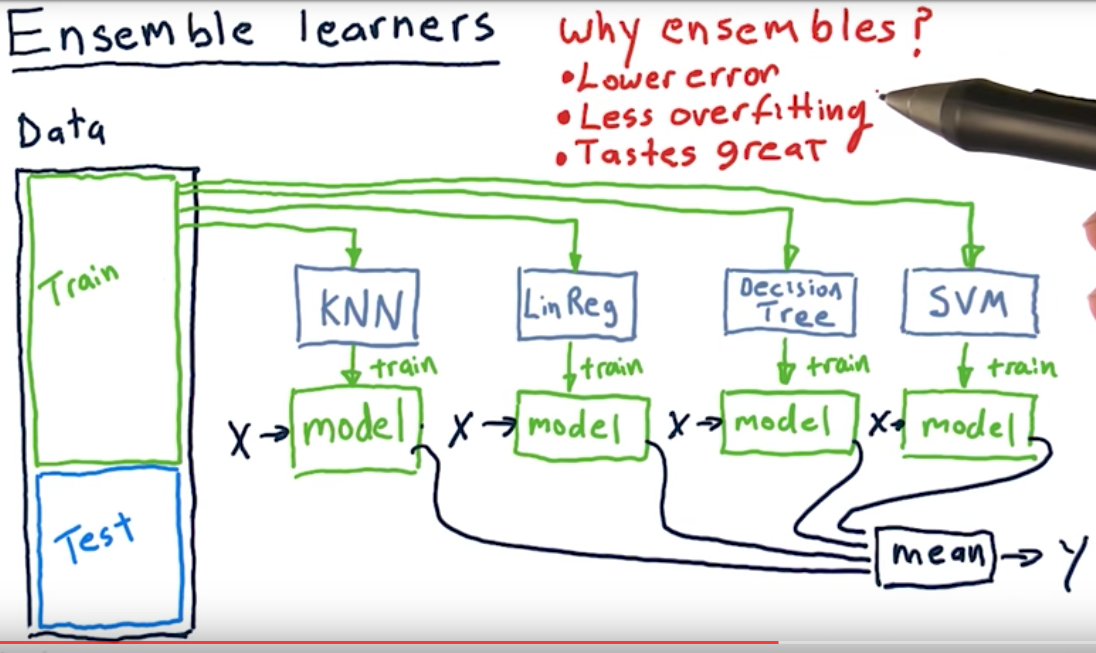 Ensemble learners
Why ensembles?
•Lower error
•Less overfitting
•Tastes great
Data
Train
Test
KNN
LinReg
Decision
Tree
SVM
train
train
train
train
X
model
X
model
X
model
X
model
mean
Y